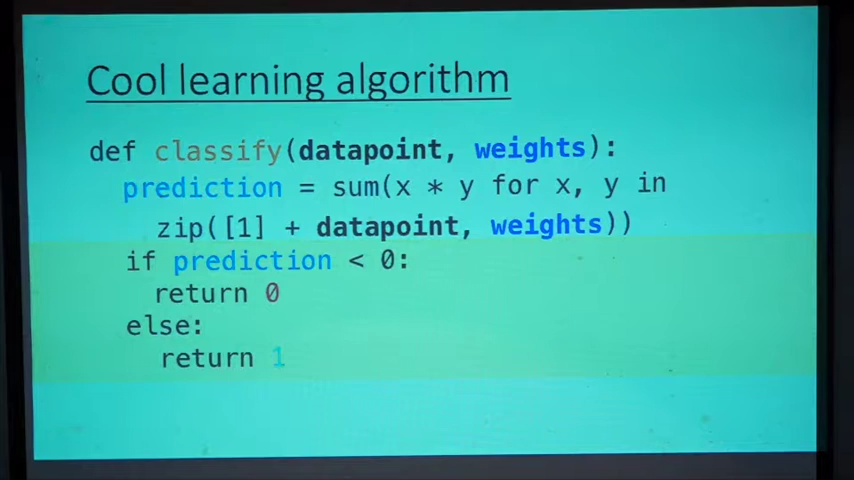 Cool learning algorithm
def classify(datapoint, weights):
prediction = sum(x * y for x, y in
zip([1] + datapoint, weights))
if prediction < 0:
return 0
else:
return 1